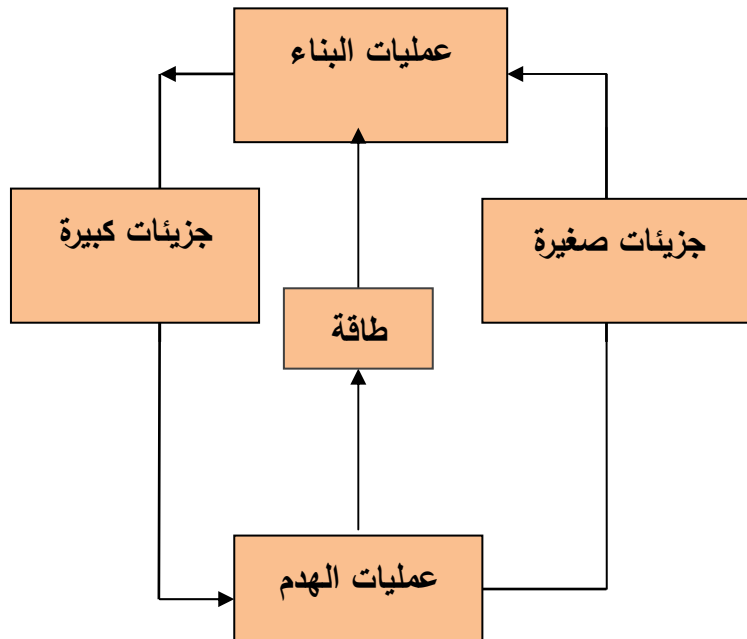 عمليات البناء
جزيئات صغيرة
جزيئات كبيرة
طاقة
عمليات الهدم